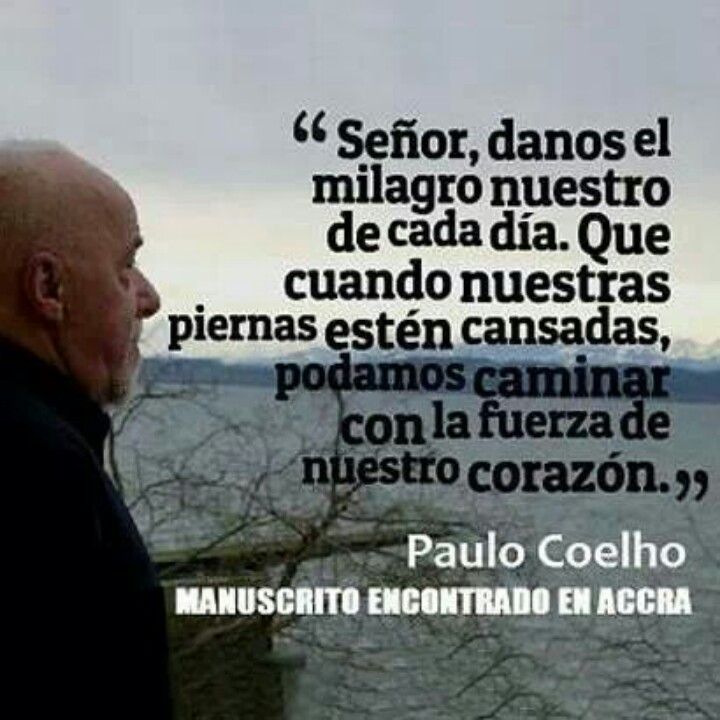 “Señor, danos el
milagro nuestro
de cada día. Que
cuando nuestras
piernas estén cansadas,
podamos caminar
con la fuerza de
nuestro corazón.”
Paulo Coelho
MANUSCRITO ENCONTRADO EN ACCRA